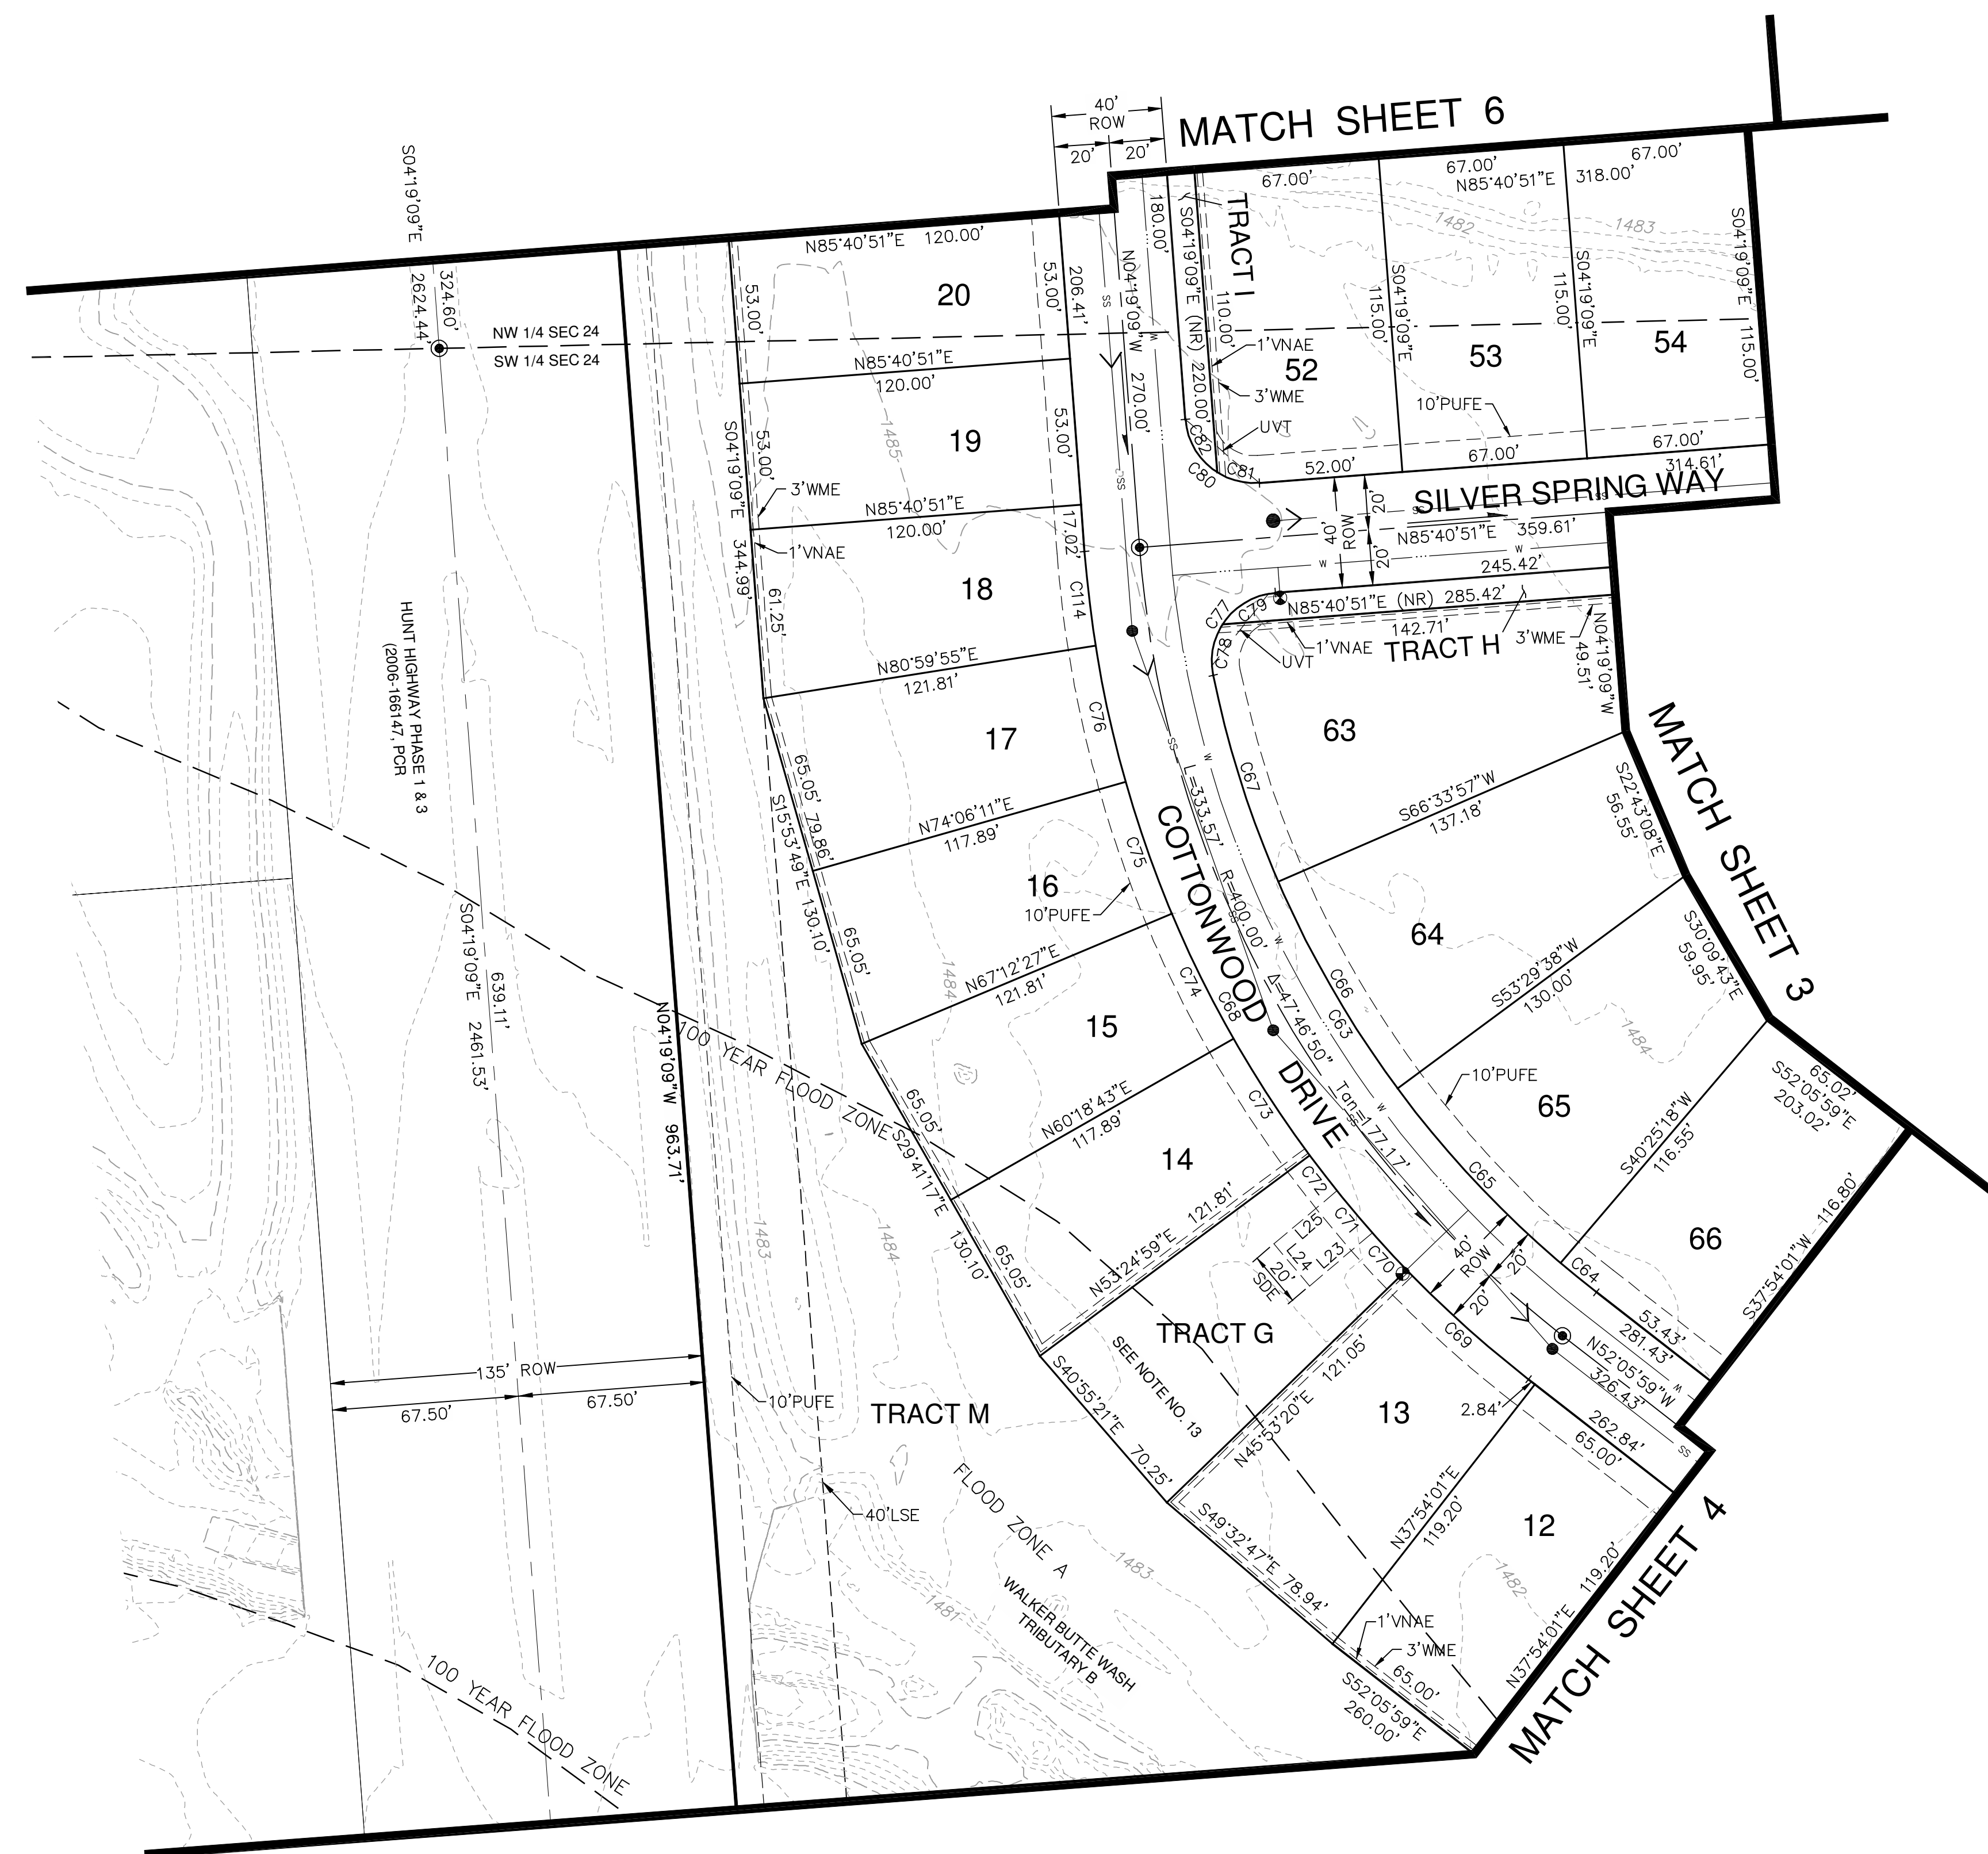 MATCH SHEET 6
40'
ROW
20'
20'
S04°19'09"E
324.60'
2624.44'
NW 1/4 SEC 24
SW 1/4 SEC 24
HUNT HIGHWAY PHASE 1 & 3
(2006-166147, PCR
S04°19'09"E 2461.53'
639.11'
N04°19'09"W 963.71'
135' ROW
67.50'
67.50'
100 YEAR FLOOD ZONE
100 YEAR FLOOD ZONE
N85°40'51"E 120.00'
20
53.00'
53.00'
206.41'
N85°40'51"E
120.00'
19
53.00'
53.00'
S04°19'09"E 344.99'
3'WME
N85°40'51"E
120.00'
1'VNAE
18
17.02'
C114
61.25'
N80°59'55"E
121.81'
17
C76
65.05'
79.86'
S15°53'49"E 130.10'
N74°06'11"E
117.89'
16
C75
10'PUFE
65.05'
N67°12'27"E
121.81'
15
C74
C68
65.05'
S29°41'17"E 130.10'
N60°18'43"E
117.89'
14
C73
65.05'
N53°24'59"E 121.81'
C72
C71
C70
L25
L24
L23
20'
SDE
TRACT G
SEE NOTE NO. 13
S40°55'21"E 70.25'
N45°53'20"E 121.05'
13
C69
2.84'
S49°32'47"E 78.94'
N37°54'01"E
119.20'
12
262.84'
65.00'
N37°54'01"E 119.20'
1'VNAE
3'WME
65.00'
S52°05'59"E
260.00'
MATCH SHEET 4
TRACT M
10'PUFE
40'LSE
FLOOD ZONE A
WALKER BUTTE WASH
TRIBUTARY B
1485
1484
1484
1483
1483
1481
1482
180.00'
S04°19'09"E (NR) 220.00'
N04°19'09"W 270.00'
TRACT I
110.00'
1'VNAE
3'WME
UVT
C82
C80
C81
67.00'
67.00'
67.00'
N85°40'51"E 318.00'
1482
1483
52
53
54
S04°19'09"E
115.00'
S04°19'09"E
115.00'
S04°19'09"E 115.00'
10'PUFE
52.00'
67.00'
67.00'
314.61'
SILVER SPRING WAY
N85°40'51"E 359.61'
40'
ROW
20'
20'
245.42'
N85°40'51"E (NR) 285.42'
142.71'
C77
C79
C78
UVT
1'VNAE
TRACT H
3'WME
N04°19'09"W
49.51'
63
C67
MATCH SHEET 3
S66°33'57"W
137.18'
S22°43'08"E
56.55'
64
C66
C63
S53°29'38"W
130.00'
S30°09'43"E
59.95'
1484
10'PUFE
65
C65
S40°25'18"W
116.55'
65.02'
S52°05'59"E
203.02'
66
C64
S37°54'01"W 116.80'
53.43'
281.43'
N52°05'59"W
326.43'
40'
ROW
20'
20'
COTTONWOOD DRIVE
L=333.57' R=400.00' Δ=47°46'50" Tan=177.17'
SS
SS
SS
SS
SS
SS
SS
W
W
W
W
W
W
W